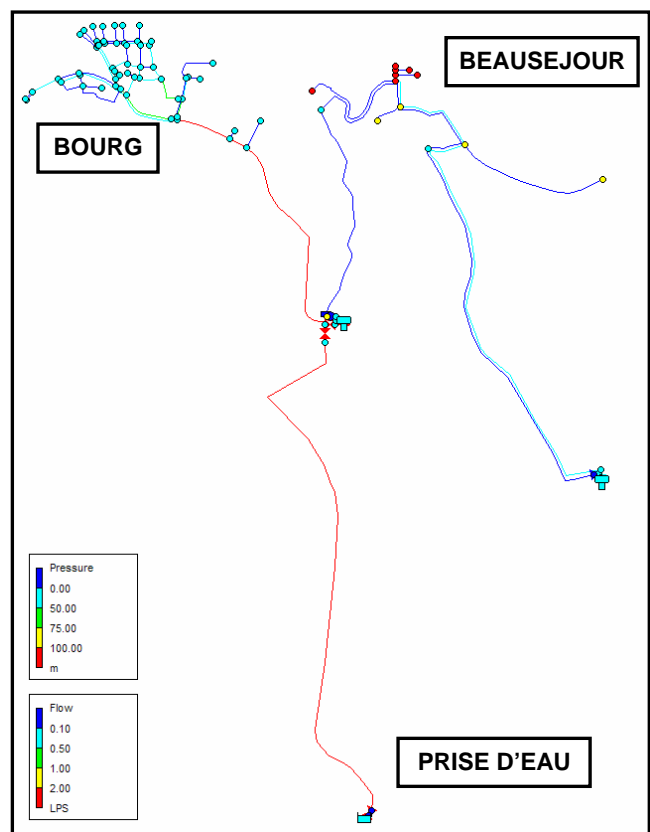 BEAUSEJOUR
BOURG
Pressure
0.00
50.00
75.00
100.00
m
Flow
0.10
0.50
1.00
2.00
LPS
PRISE D'EAU